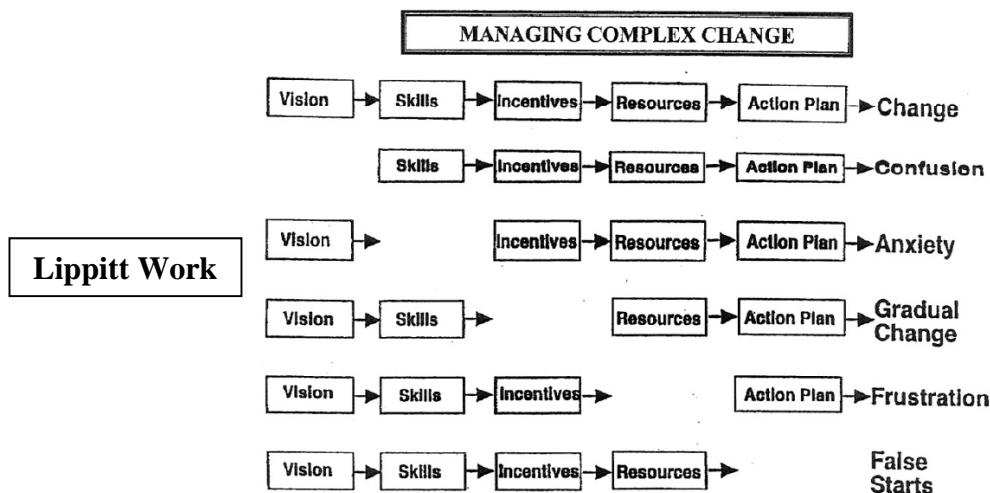 MANAGING COMPLEX CHANGE
Vision Skills Incentives Resources Action Plan Change
Skills Incentives Resources Action Plan Confusion
Lippitt Work
Vision Incentives Resources Action Plan Anxiety
Vision Skills Resources Action Plan Gradual
Change
Vision Skills Incentives Action Plan Frustration
Vision Skills Incentives Resources False
Starts